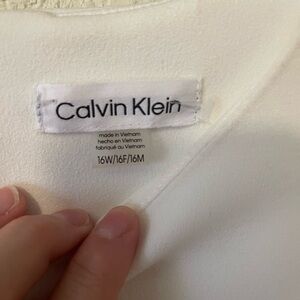 Calvin Klein
made in Vietnam
hecho en Vietnam
fabriqué au Vietnam
16W/16F/16M